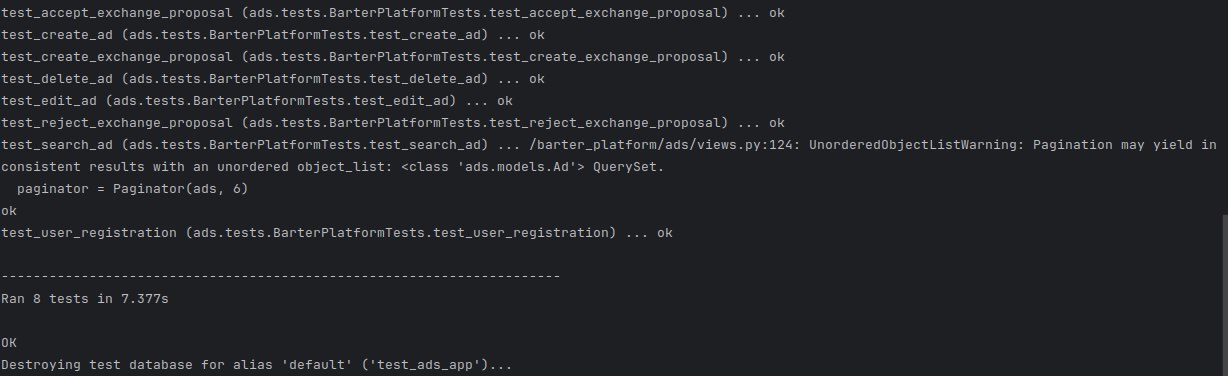 test_accept_exchange_proposal (ads.tests.BarterPlatformTests.test_accept_exchange_proposal) ... ok
test_create_ad (ads.tests.BarterPlatformTests.test_create_ad) ... ok
test_create_exchange_proposal (ads.tests.BarterPlatformTests.test_create_exchange_proposal) ... ok
test_delete_ad (ads.tests.BarterPlatformTests.test_delete_ad) ... ok
test_edit_ad (ads.tests.BarterPlatformTests.test_edit_ad) ... ok
test_reject_exchange_proposal (ads.tests.BarterPlatformTests.test_reject_exchange_proposal) ... ok
test_search_ad (ads.tests.BarterPlatformTests.test_search_ad) ... /barter_platform/ads/views.py:124: UnorderedObjectListWarning: Pagination may yield in
consistent results with an unordered object_list: <class 'ads.models.Ad'> QuerySet.
  paginator = Paginator(ads, 6)
ok
test_user_registration (ads.tests.BarterPlatformTests.test_user_registration) ... ok
----------------------------------------------------------------------
Ran 8 tests in 7.377s
OK
Destroying test database for alias 'default' ('test_ads_app')...